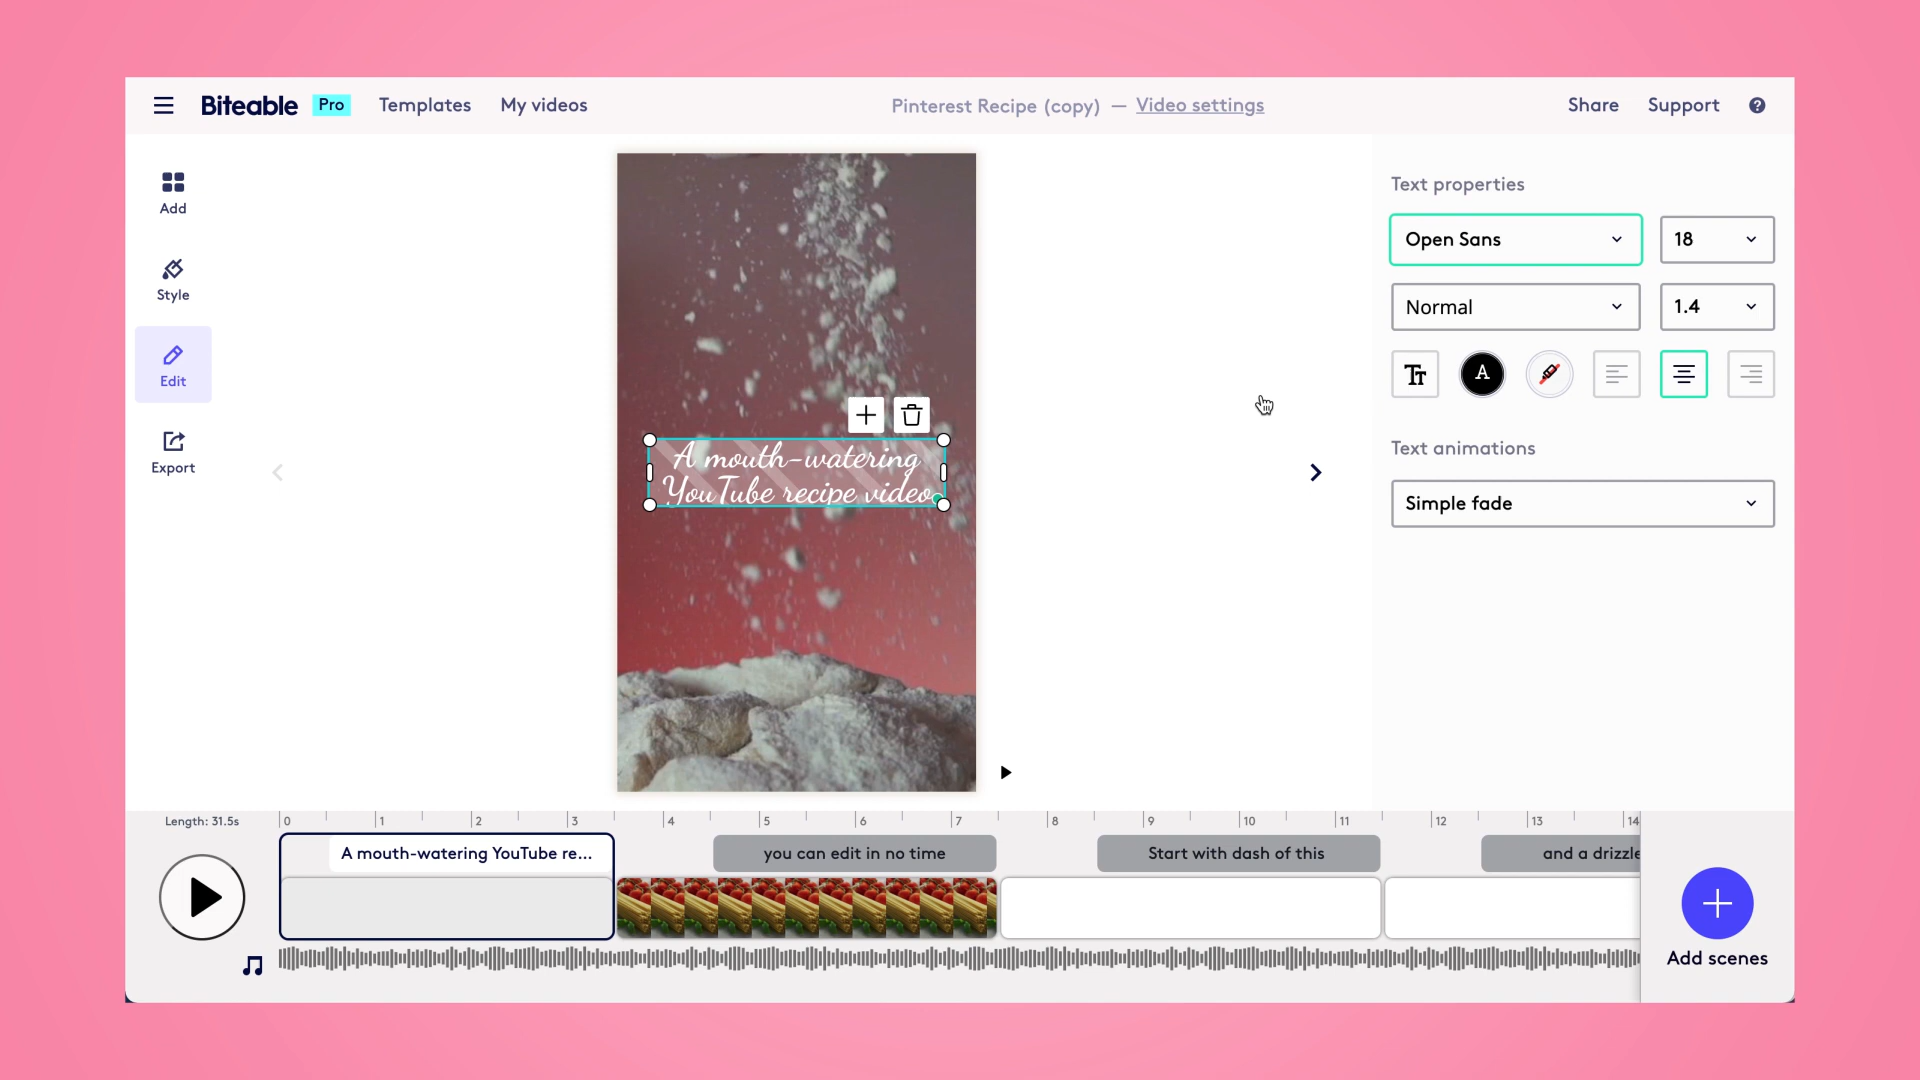 Biteable Pro Templates My videos Pinterest Recipe (copy) — Video settings Share Support ?
Add
Style
Edit
Export
A mouth-watering
YouTube recipe video.
Text properties
Open Sans 18
Normal 1.4
TT A
Text animations
Simple fade
Length: 31.5s 0 1 2 3 4 5 6 7 8 9 10 11 12 13 14
A mouth-watering YouTube re... you can edit in no time Start with dash of this and a drizzle
Add scenes